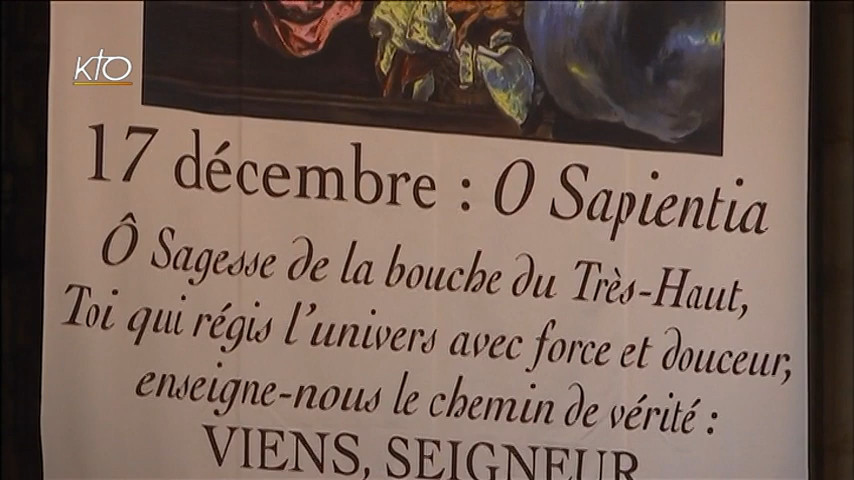 KTO
17 décembre : O Sapientia
Ô Sagesse de la bouche du Très-Haut,
Toi qui régis l'univers avec force et douceur,
enseigne-nous le chemin de vérité :
VIENS, SEIGNEUR